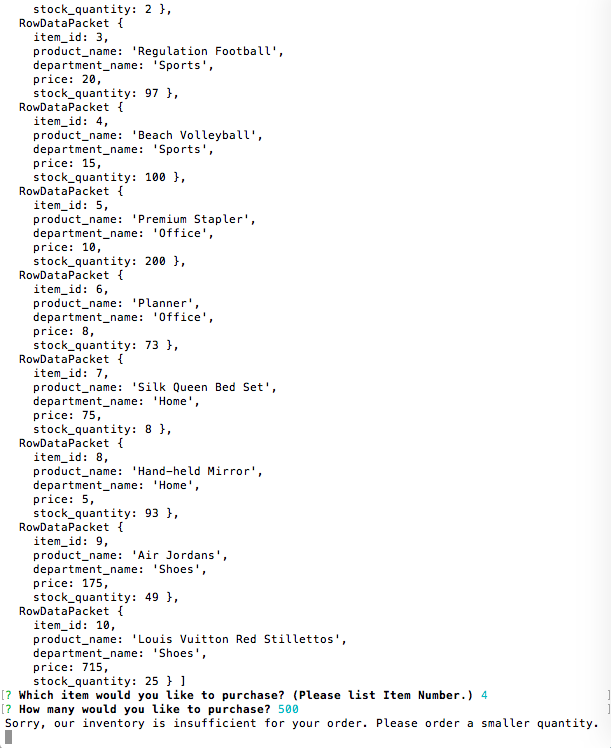 stock_quantity: 2 },
RowDataPacket {
item_id: 3,
product_name: 'Regulation Football',
department_name: 'Sports',
price: 20,
stock_quantity: 97 },
RowDataPacket {
item_id: 4,
product_name: 'Beach Volleyball',
department_name: 'Sports',
price: 15,
stock_quantity: 100 },
RowDataPacket {
item_id: 5,
product_name: 'Premium Stapler',
department_name: 'Office',
price: 10,
stock_quantity: 200 },
RowDataPacket {
item_id: 6,
product_name: 'Planner',
department_name: 'Office',
price: 8,
stock_quantity: 73 },
RowDataPacket {
item_id: 7,
product_name: 'Silk Queen Bed Set',
department_name: 'Home',
price: 75,
stock_quantity: 8 },
RowDataPacket {
item_id: 8,
product_name: 'Hand-held Mirror',
department_name: 'Home',
price: 5,
stock_quantity: 93 },
RowDataPacket {
item_id: 9,
product_name: 'Air Jordans',
department_name: 'Shoes',
price: 175,
stock_quantity: 49 },
RowDataPacket {
item_id: 10,
product_name: 'Louis Vuitton Red Stillettos',
department_name: 'Shoes',
price: 715,
stock_quantity: 25 } ]
[? Which item would you like to purchase? (Please list Item Number.) 4 ]
[? How many would you like to purchase? 500 ]
Sorry, our inventory is insufficient for your order. Please order a smaller quantity.